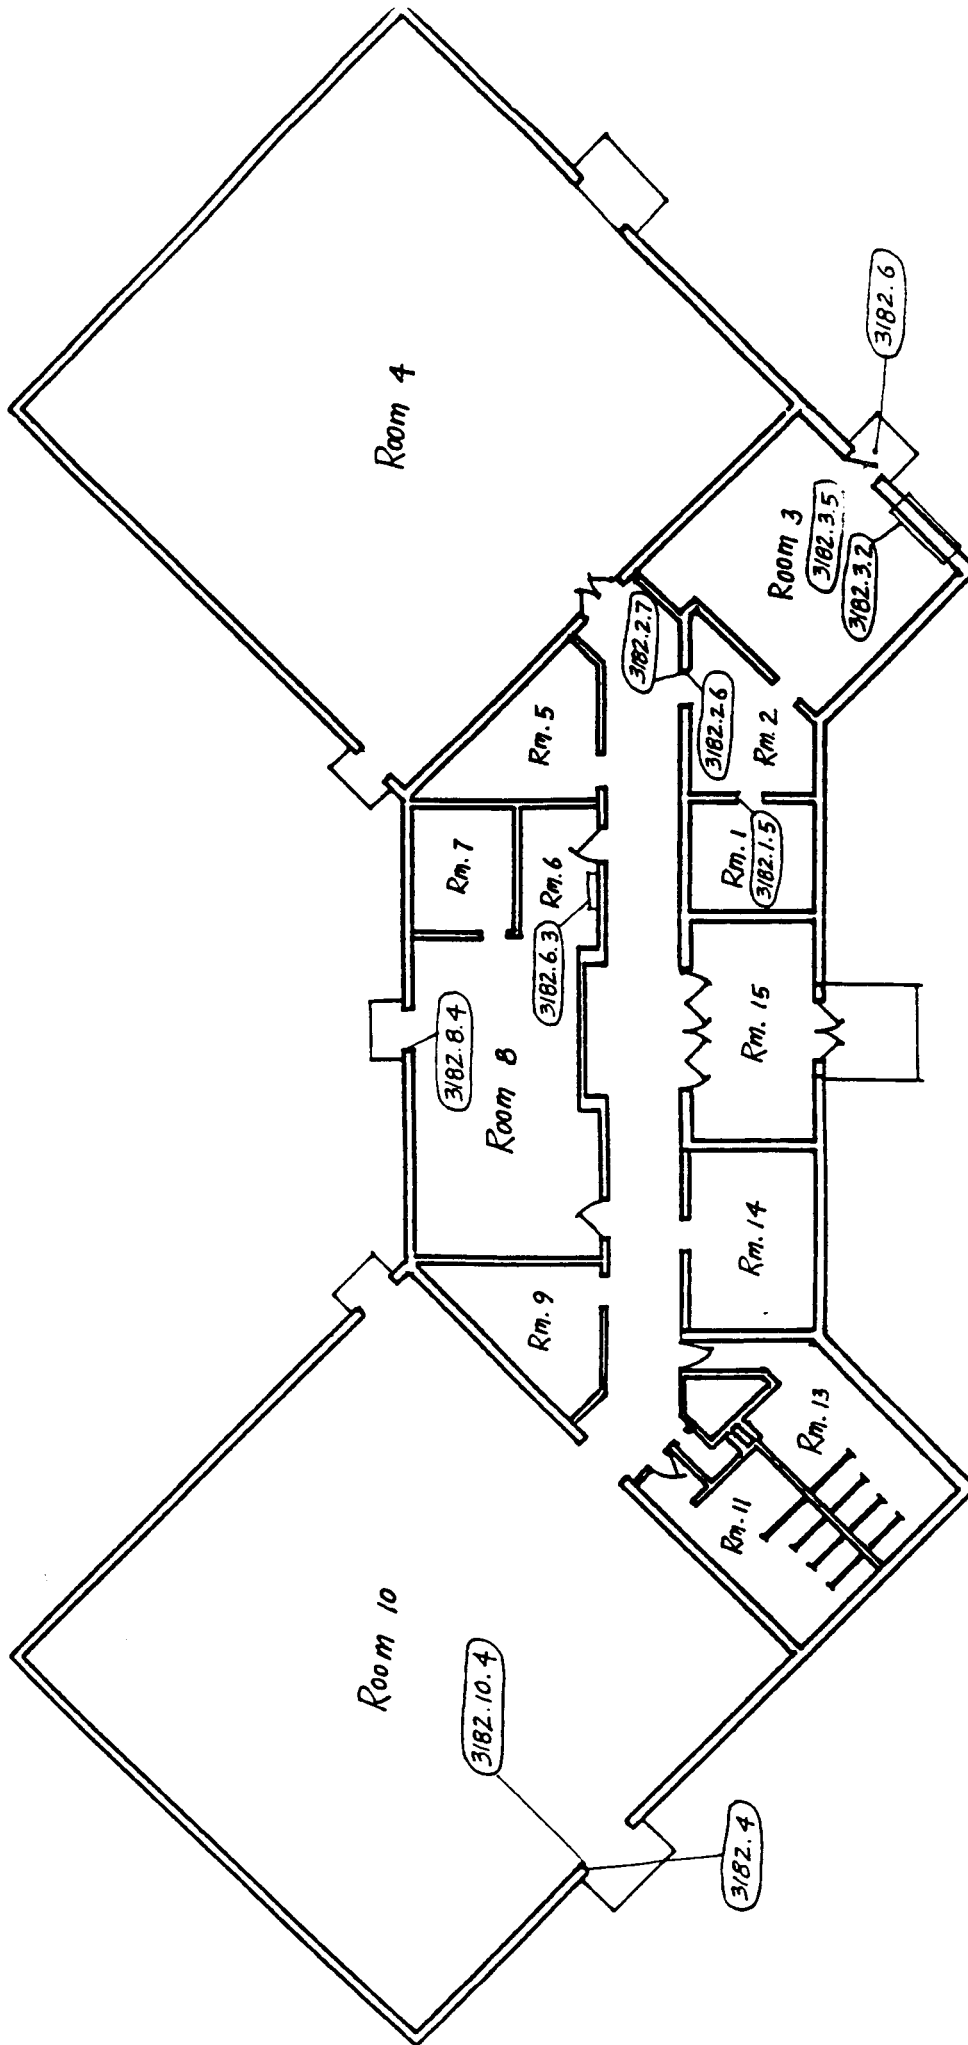 Room 4
3182.6
Room 3
3182.3.5
3182.3.2
3182.2.7
3182.2.6
Rm. 2
Rm. 5
Rm. 1
3182.1.5
Rm. 7
Rm. 6
3182.6.3
3182.8.4
Room 8
Rm. 15
Rm. 14
Rm. 9
Rm. 13
Rm. 11
Room 10
3182.10.4
3182.4